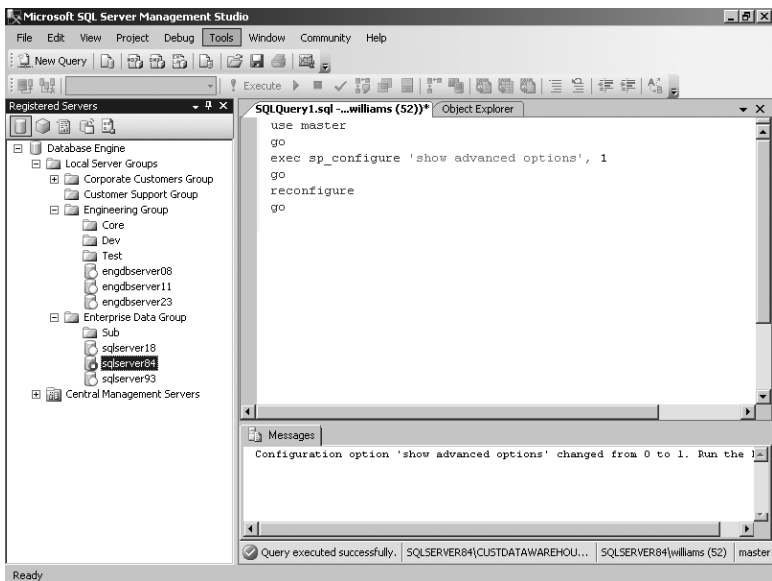 Microsoft SQL Server Management Studio
File Edit View Project Debug Tools Window Community Help
New Query
Execute
Registered Servers
SQLQuery1.sql -...williams (52))* Object Explorer
Database Engine
Local Server Groups
Corporate Customers Group
Customer Support Group
Engineering Group
Core
Dev
Test
engdbserver08
engdbserver11
engdbserver23
Enterprise Data Group
Sub
sqlserver18
sqlserver84
sqlserver93
Central Management Servers
use master
go
exec sp_configure 'show advanced options', 1
go
reconfigure
go
Messages
Configuration option 'show advanced options' changed from 0 to 1. Run the
Query executed successfully. SQLSERVER84\CUSTDATAWAREHOU... SQLSERVER84\williams (52) master
Ready